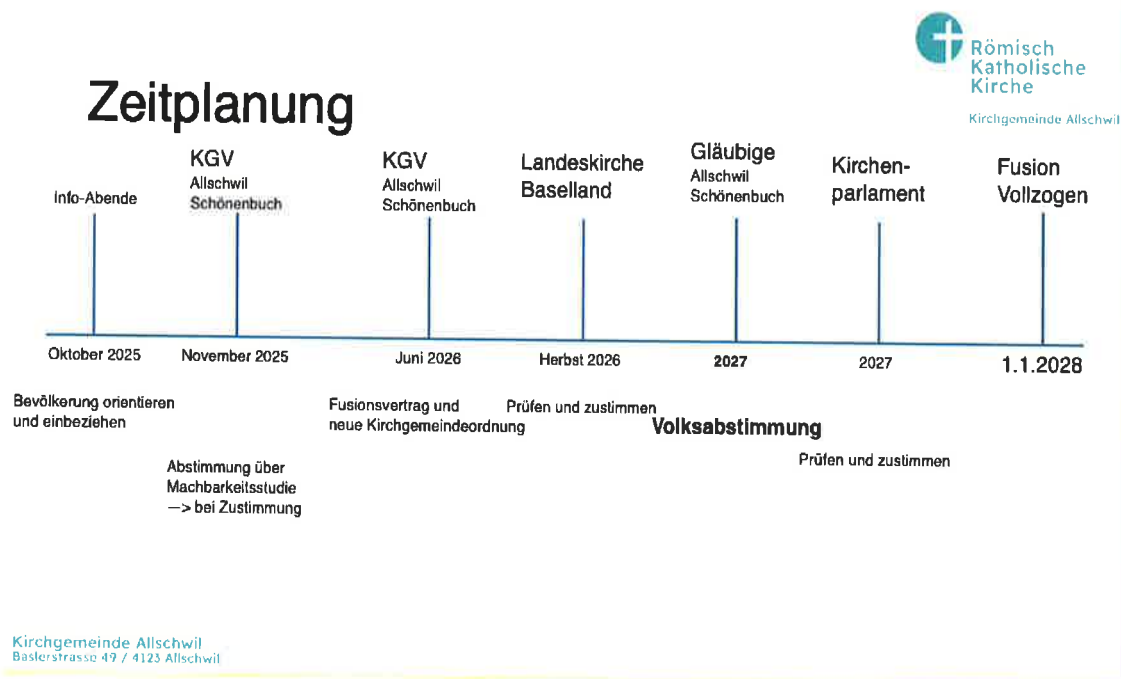 Römisch
Katholische
Kirche
Kirchgemeinde Allschwil
Zeitplanung
Info-Abende
KGV
Allschwil
Schönenbuch
KGV
Allschwil
Schönenbuch
Landeskirche
Baselland
Gläubige
Allschwil
Schönenbuch
Kirchen-
parlament
Fusion
Vollzogen
Oktober 2025
November 2025
Juni 2026
Herbst 2026
2027
2027
1.1.2028
Bevölkerung orientieren
und einbeziehen
Abstimmung über
Machbarkeitsstudie
—> bei Zustimmung
Fusionsvertrag und
neue Kirchgemeindeordnung
Prüfen und zustimmen
Volksabstimmung
Prüfen und zustimmen
Kirchgemeinde Allschwil
Baslerstrasse 49 / 4123 Allschwil